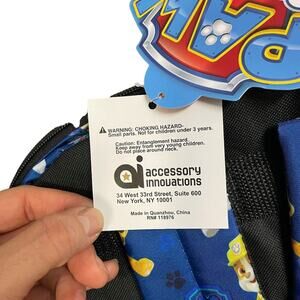 PAW
⚠ WARNING: CHOKING HAZARD-
Small parts. Not for children under 3 years.
Caution: Entanglement hazard.
Keep away from very young children.
Do not place around neck.
ai accessory
innovations
34 West 33rd Street, Suite 600
New York, NY 10001
Made in Quanzhou, China
RN# 118976